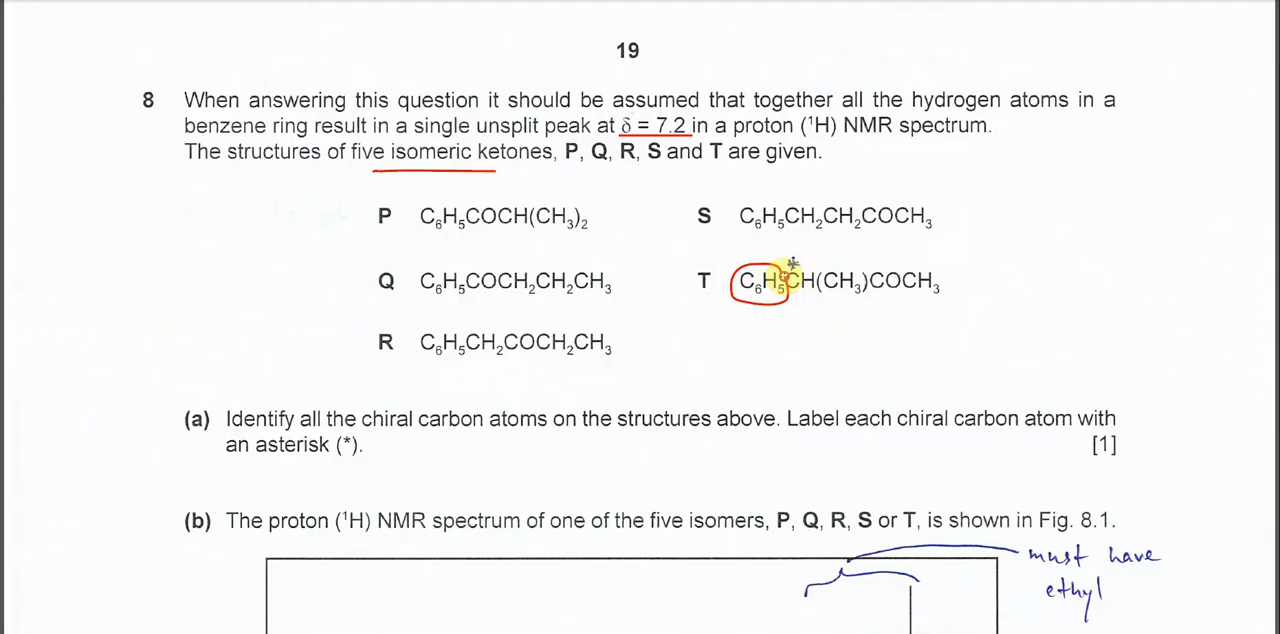 19
8 When answering this question it should be assumed that together all the hydrogen atoms in a
benzene ring result in a single unsplit peak at δ = 7.2 in a proton (¹H) NMR spectrum.
The structures of five isomeric ketones, P, Q, R, S and T are given.
P C₆H₅COCH(CH₃)₂ S C₆H₅CH₂CH₂COCH₃
*
Q C₆H₅COCH₂CH₂CH₃ T C₆H₅CH(CH₃)COCH₃
R C₆H₅CH₂COCH₂CH₃
(a) Identify all the chiral carbon atoms on the structures above. Label each chiral carbon atom with
an asterisk (*). [1]
(b) The proton (¹H) NMR spectrum of one of the five isomers, P, Q, R, S or T, is shown in Fig. 8.1.
must have
ethyl